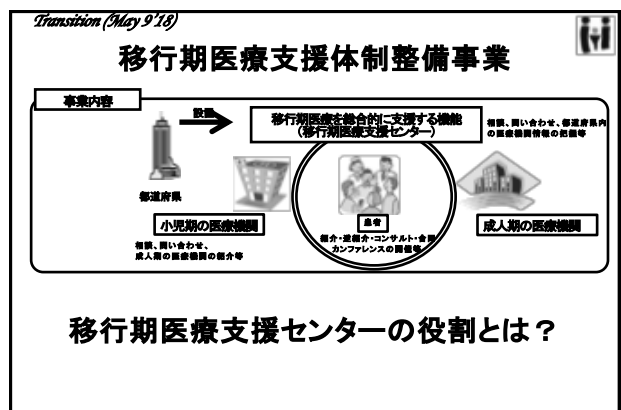 Transition (May 9'18)
移行期医療支援体制整備事業
事業内容
設置
移行期医療を総合的に支援する機能
(移行期医療支援センター)
相談、問い合わせ、都道府県内
の医療機関情報の把握等
都道府県
小児期の医療機関
患者
成人期の医療機関
相談、問い合わせ、
成人期の医療機関の紹介等
紹介・逆紹介・コンサルト・合同
カンファレンスの開催等
移行期医療支援センターの役割とは？